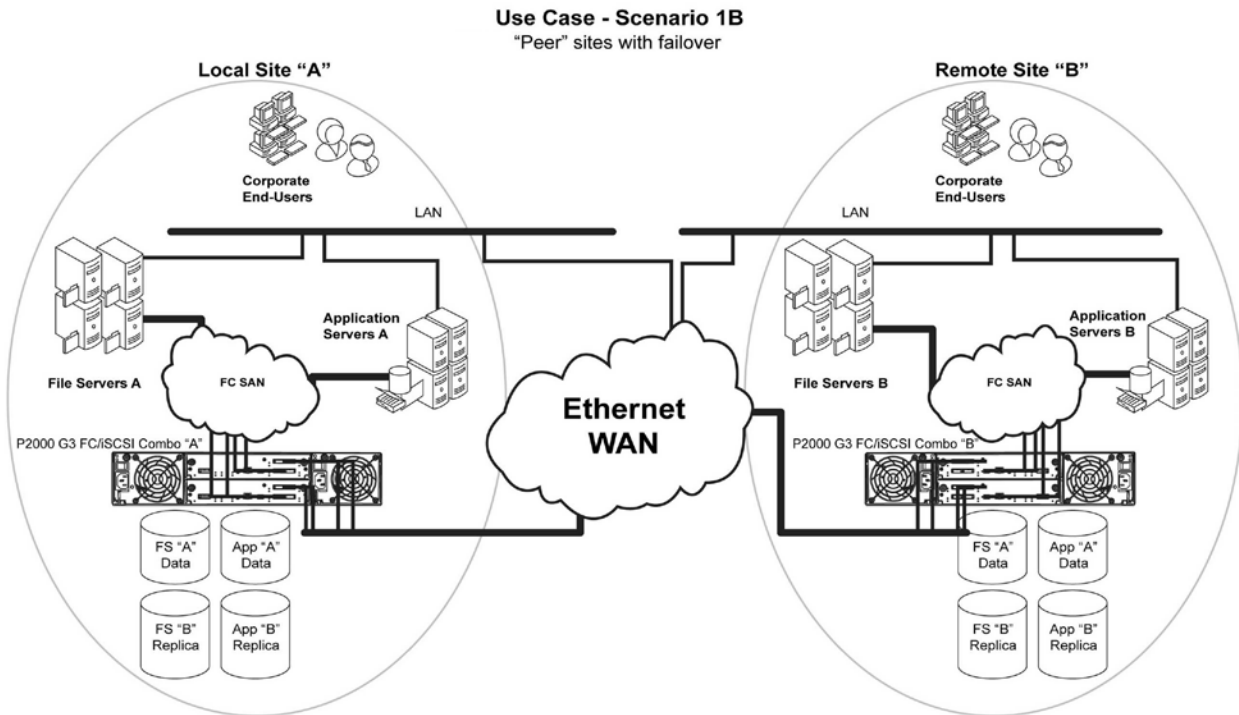 Use Case - Scenario 1B
“Peer” sites with failover
Local Site “A”
Corporate
End-Users
LAN
File Servers A
Application
Servers A
FC SAN
P2000 G3 FC/iSCSI Combo “A”
FS “A”
Data
App “A”
Data
FS “B”
Replica
App “B”
Replica
Ethernet
WAN
Remote Site “B”
Corporate
End-Users
LAN
File Servers B
Application
Servers B
FC SAN
P2000 G3 FC/iSCSI Combo “B”
FS “A”
Data
App “A”
Data
FS “B”
Replica
App “B”
Replica